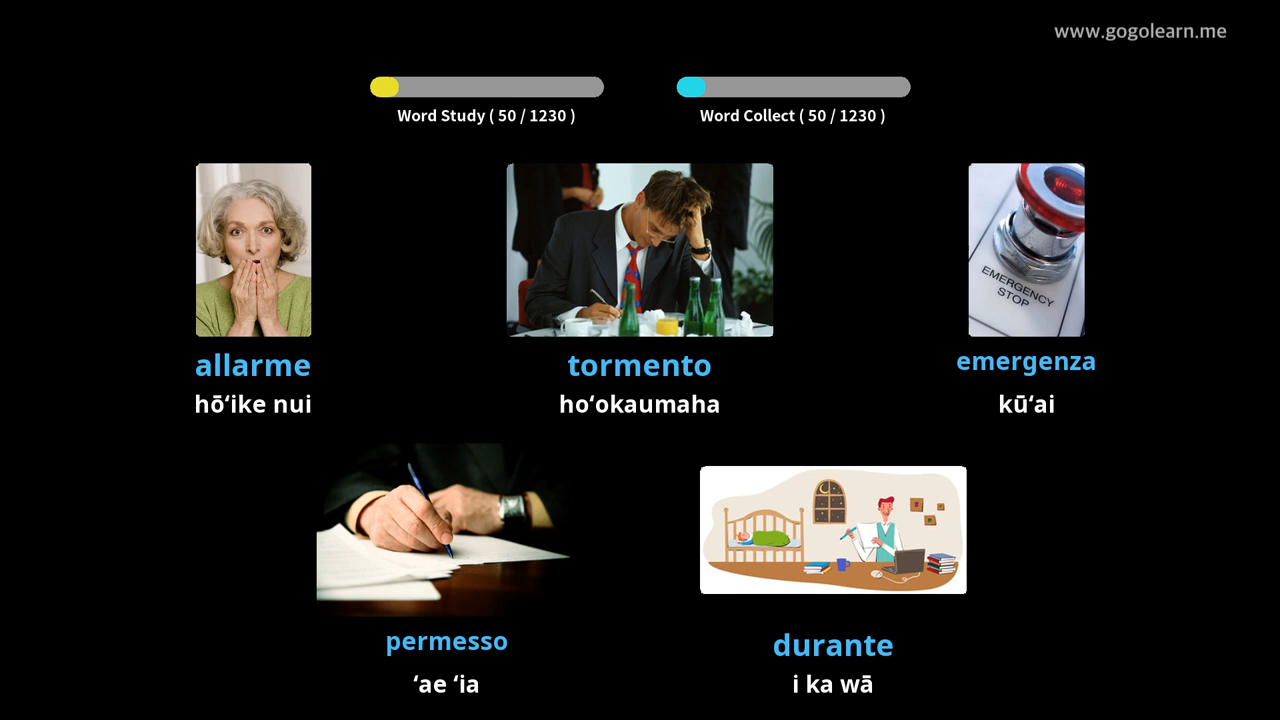 www.gogolearn.me
Word Study ( 50 / 1230 )
Word Collect ( 50 / 1230 )
EMERGENCY
STOP
allarme
tormento
emergenza
hōʻike nui
hoʻokaumaha
kūʻai
permesso
durante
ʻae ʻia
i ka wā